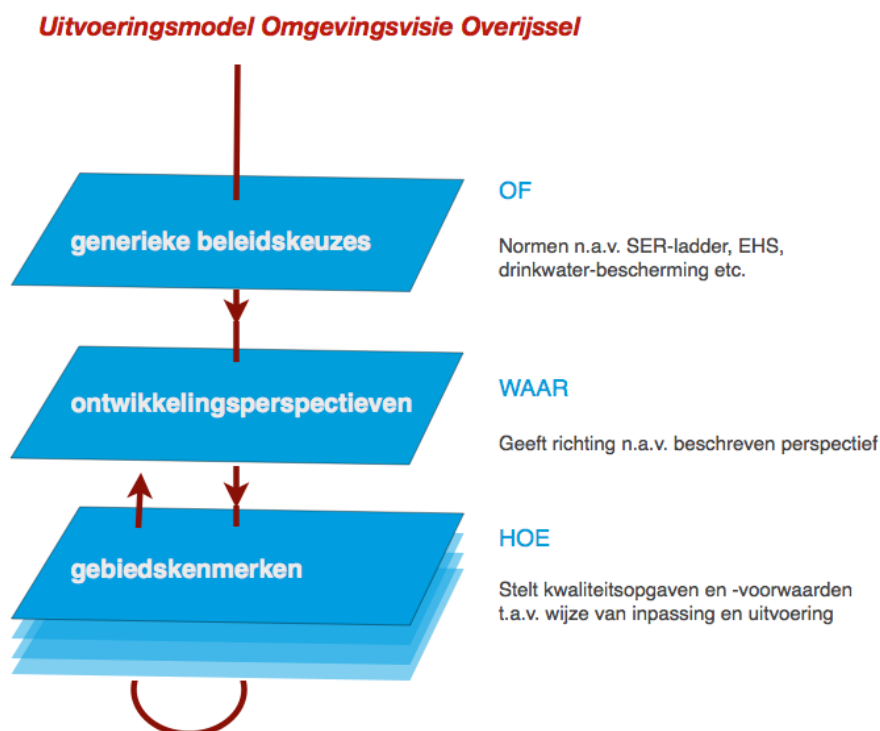 Uitvoeringsmodel Omgevingsvisie Overijssel
generieke beleidskeuzes
OF
Normen n.a.v. SER-ladder, EHS,
drinkwater-bescherming etc.
ontwikkelingsperspectieven
WAAR
Geeft richting n.a.v. beschreven perspectief
gebiedskenmerken
HOE
Stelt kwaliteitsopgaven en -voorwaarden
t.a.v. wijze van inpassing en uitvoering